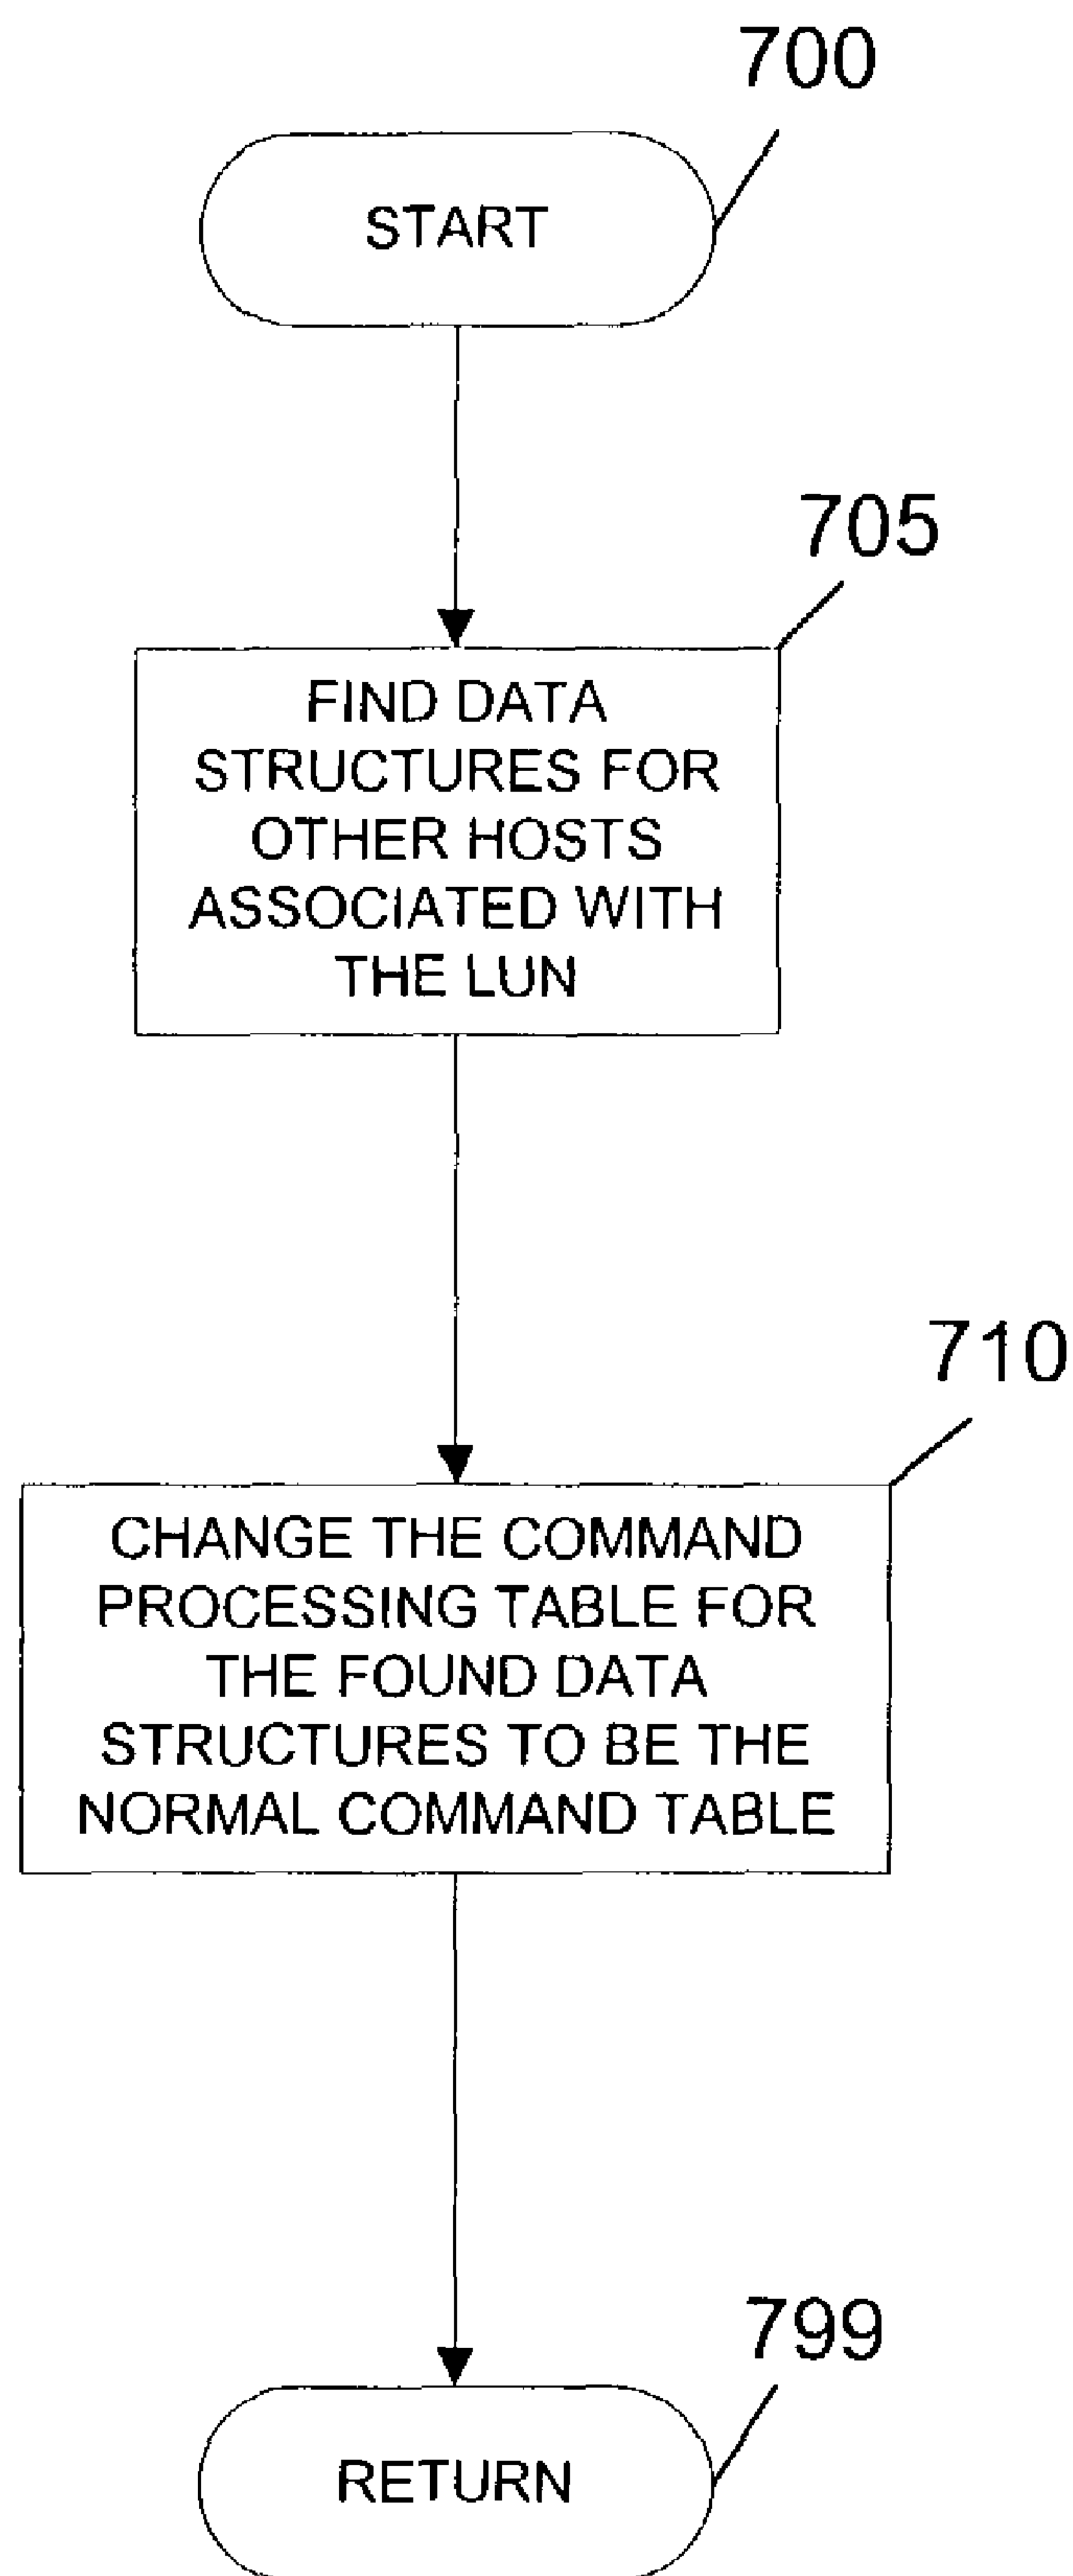 700
START
705
FIND DATA
STRUCTURES FOR
OTHER HOSTS
ASSOCIATED WITH
THE LUN
710
CHANGE THE COMMAND
PROCESSING TABLE FOR
THE FOUND DATA
STRUCTURES TO BE THE
NORMAL COMMAND TABLE
799
RETURN